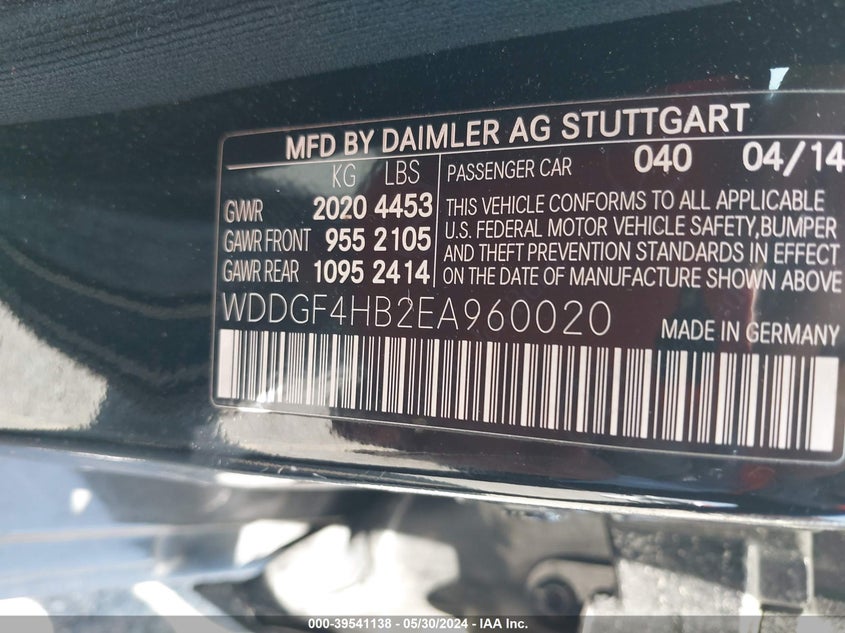 MFD BY DAIMLER AG STUTTGART
KG LBS
GVWR 2020 4453
GAWR FRONT 955 2105
GAWR REAR 1095 2414
PASSENGER CAR 040 04/14
THIS VEHICLE CONFORMS TO ALL APPLICABLE
U.S. FEDERAL MOTOR VEHICLE SAFETY,BUMPER
AND THEFT PREVENTION STANDARDS IN EFFECT
ON THE DATE OF MANUFACTURE SHOWN ABOVE
WDDGF4HB2EA960020
MADE IN GERMANY
000-39541138 - 05/30/2024 - IAA Inc.